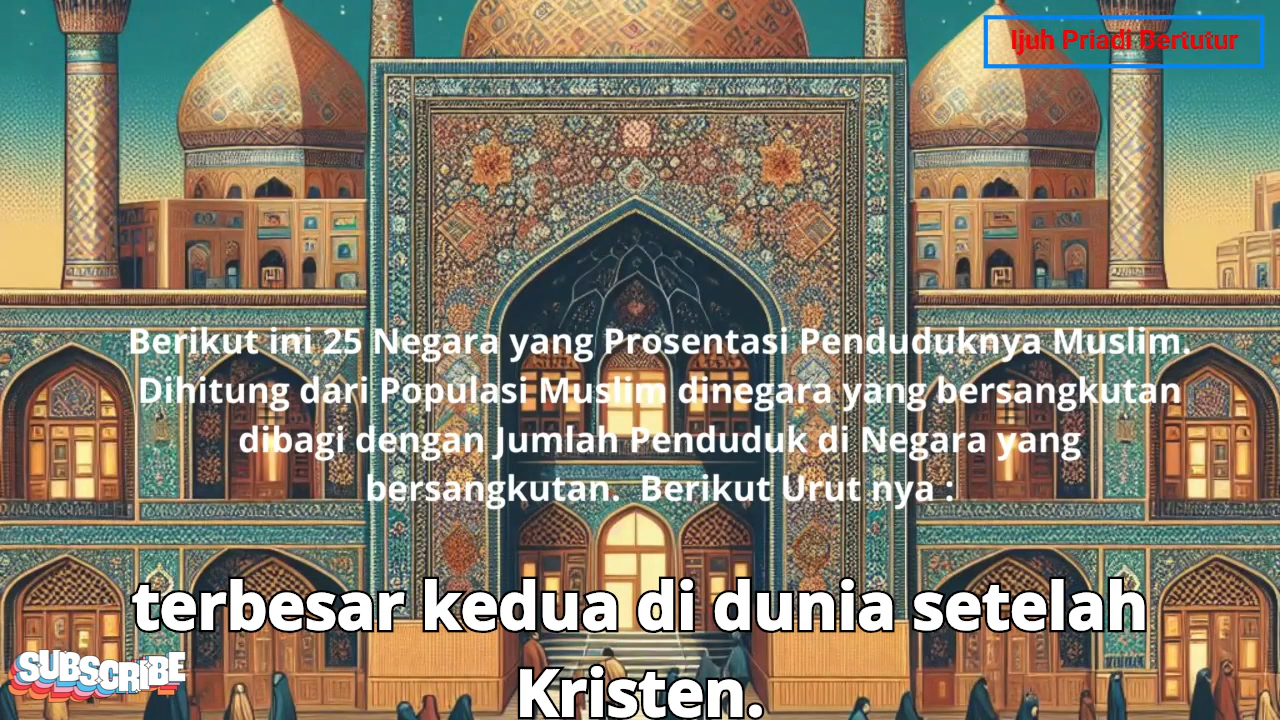 Ijuh Priadi Bertutur
Berikut ini 25 Negara yang Prosentasi Penduduknya Muslim.
Dihitung dari Populasi Muslim dinegara yang bersangkutan
dibagi dengan Jumlah Penduduk di Negara yang
bersangkutan.  Berikut Urut nya :
terbesar kedua di dunia setelah
Kristen.
SUBSCRIBE